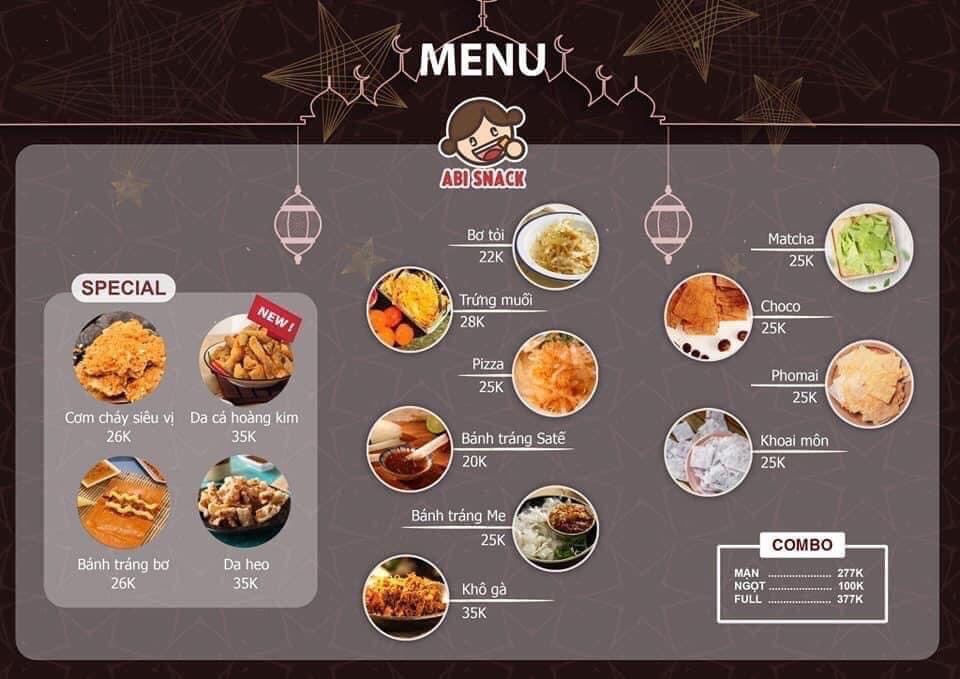 MENU
ABI SNACK
SPECIAL
NEW!
Cơm cháy siêu vị
26K
Da cá hoàng kim
35K
Bánh tráng bơ
26K
Da heo
35K
Bơ tỏi
22K
Trứng muối
28K
Pizza
25K
Bánh tráng Satế
20K
Bánh tráng Me
25K
Khô gà
35K
Matcha
25K
Choco
25K
Phomai
25K
Khoai môn
25K
COMBO
MẠN ..................... 277K
NGỌT ..................... 100K
FULL ..................... 377K